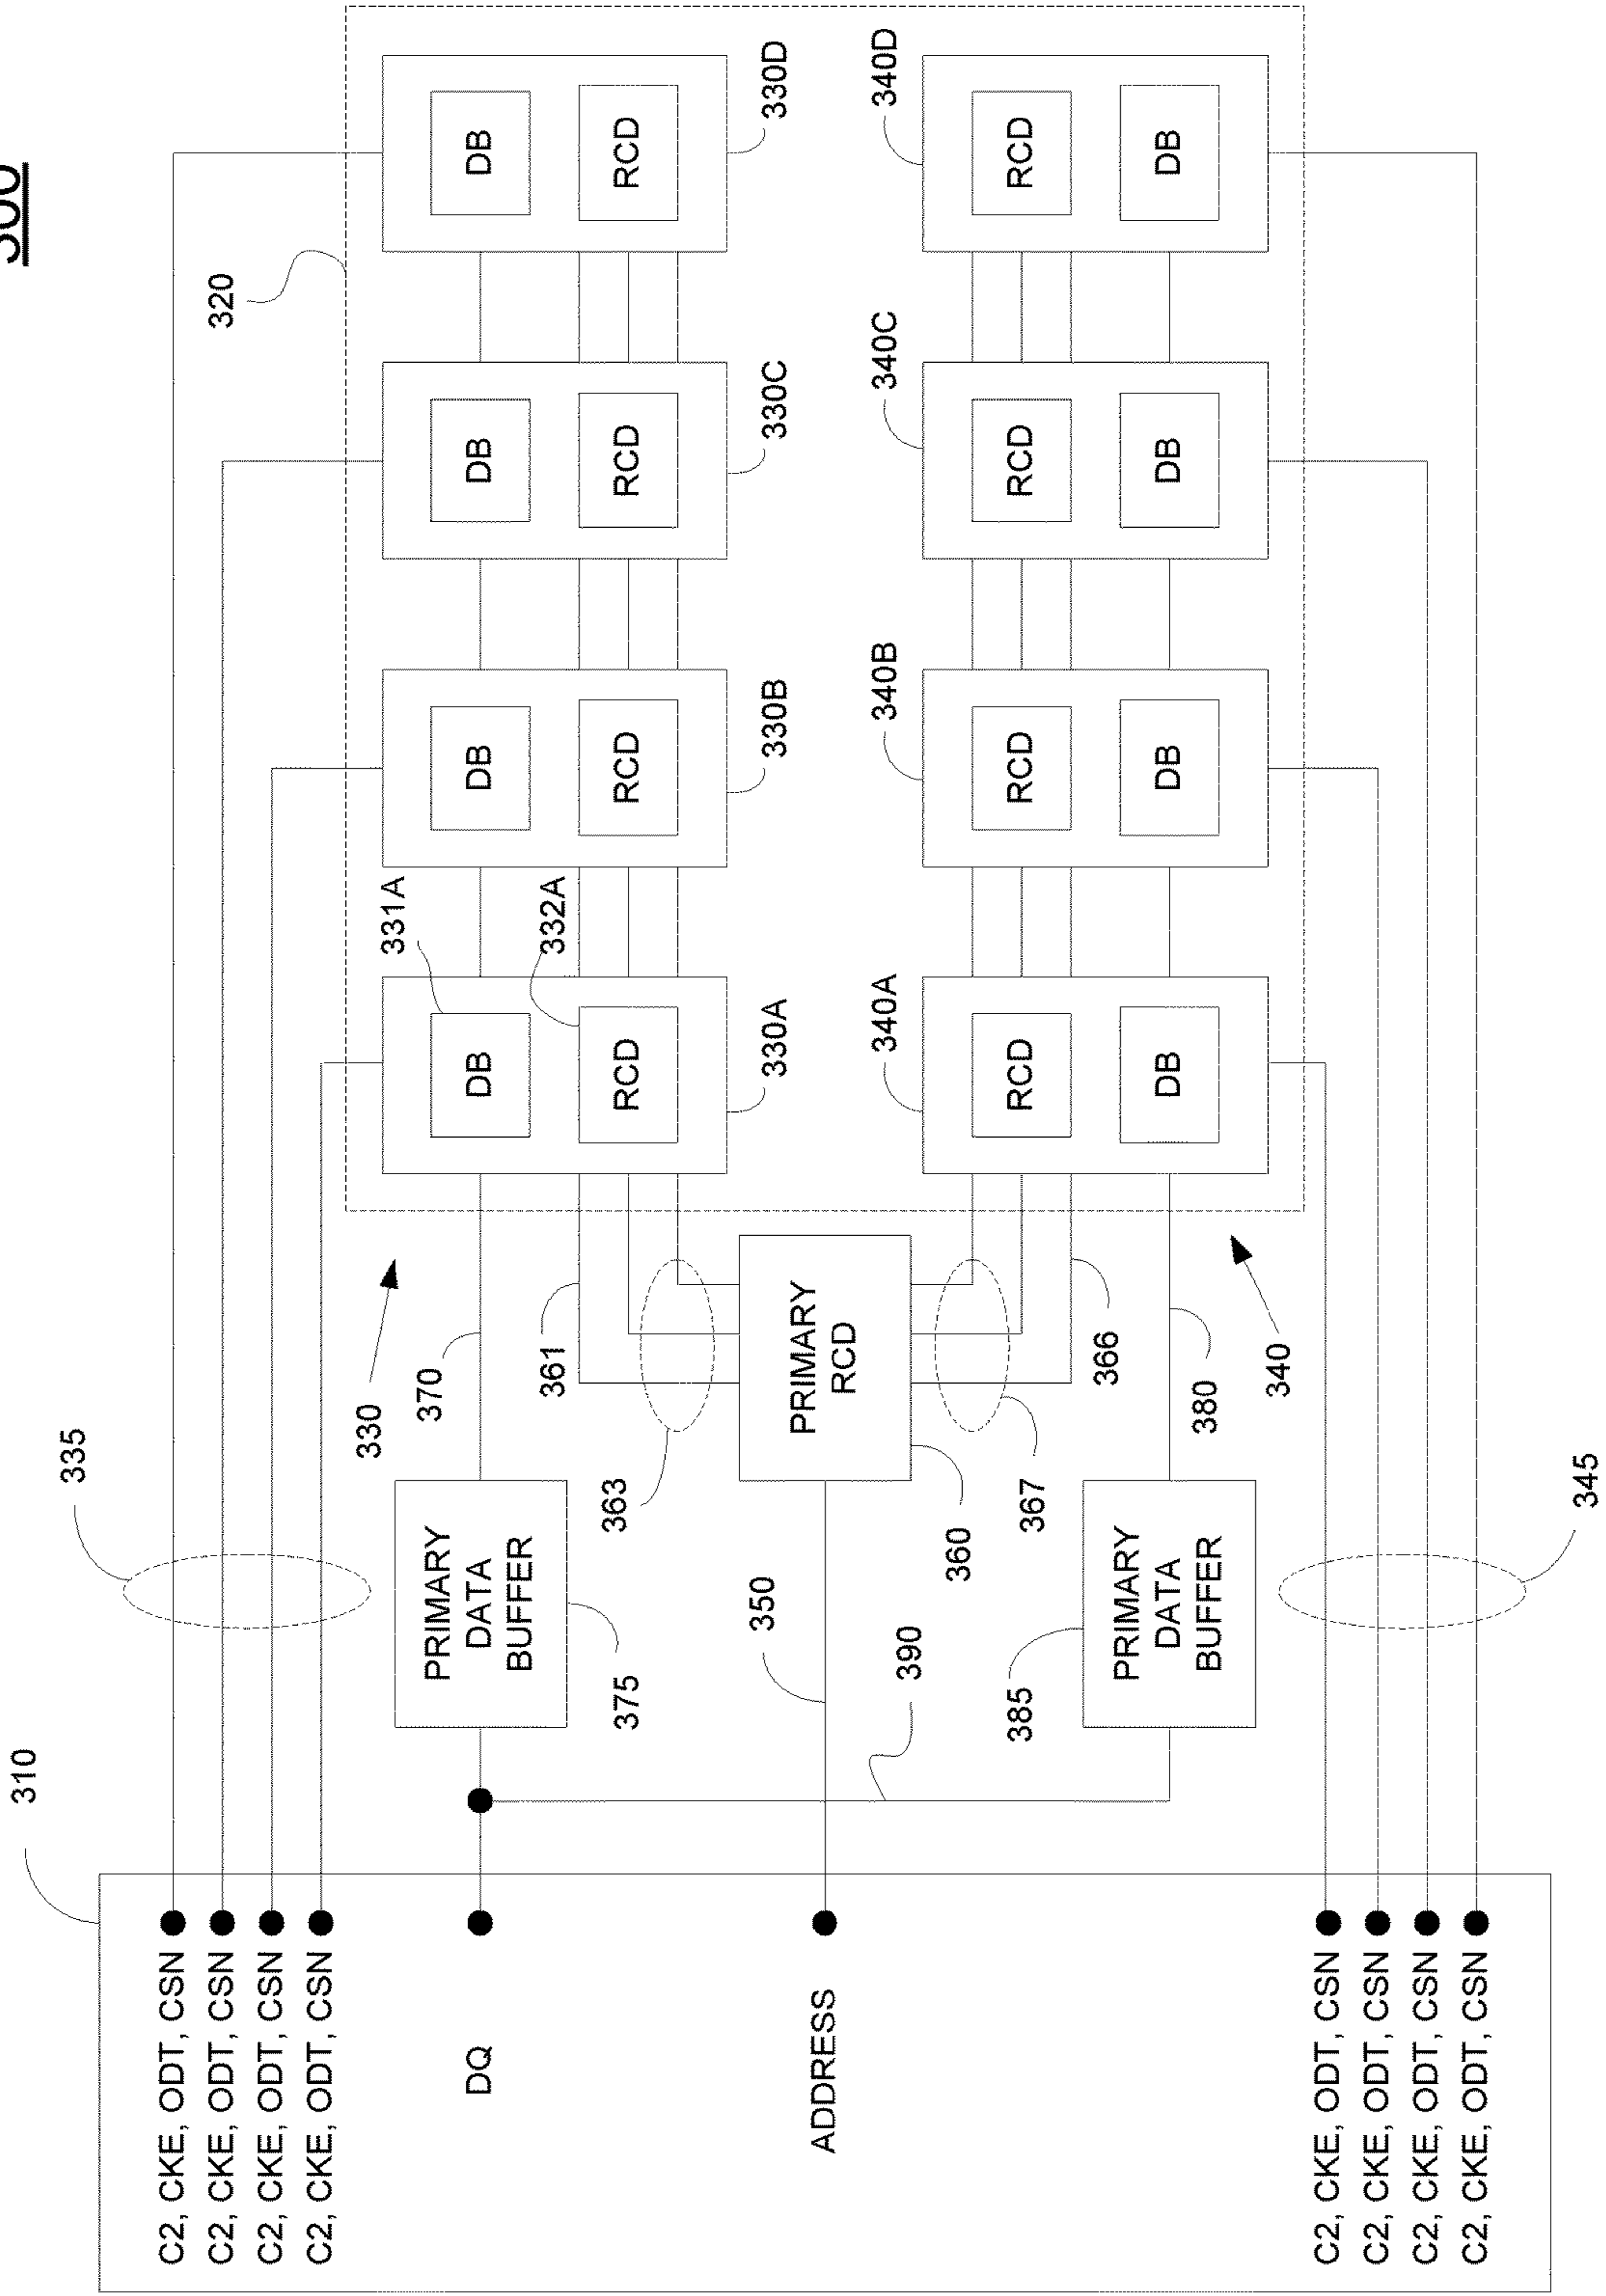 310
C2, CKE, ODT, CSN
C2, CKE, ODT, CSN
C2, CKE, ODT, CSN
C2, CKE, ODT, CSN
DQ
ADDRESS
C2, CKE, ODT, CSN
C2, CKE, ODT, CSN
C2, CKE, ODT, CSN
C2, CKE, ODT, CSN
335
320
330
370
331A
DB
DB
DB
DB
PRIMARY
DATA
BUFFER
361
332A
375
363
RCD
RCD
RCD
RCD
330A
330B
330C
330D
350
PRIMARY
RCD
340A
340B
340C
340D
390
360
385
367
RCD
RCD
RCD
RCD
366
PRIMARY
DATA
BUFFER
380
DB
DB
DB
DB
340
345